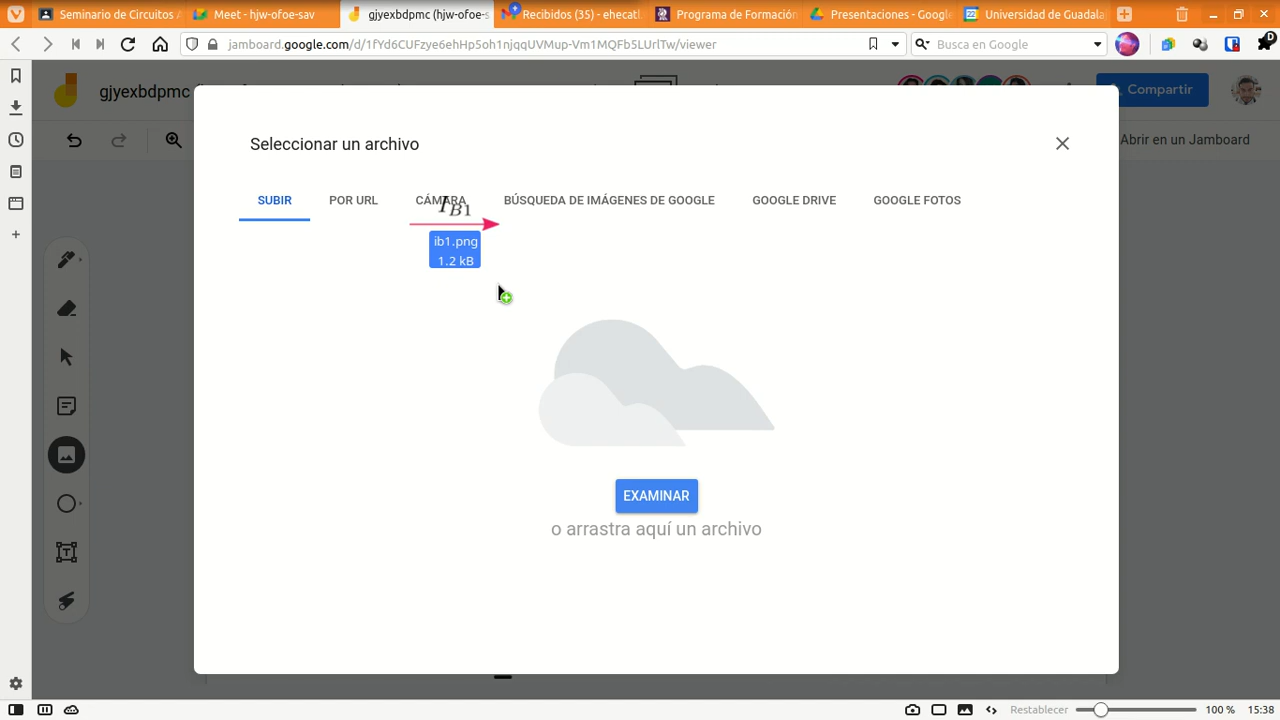 Seminario de Circuitos A
Meet - hjw-ofoe-sav
gjyexbdpmc (hjw-ofoe-s
Recibidos (35) - ehecatl
Programa de Formación
Presentaciones - Google
Universidad de Guadala
jamboard.google.com/d/1fYd6CUF2se6ehHp5oh1njqqUVMup-Vm1MQFb5LUrlTw/viewer
Busca en Google
D
gjyexbdpmc
Compartir
Abrir en un Jamboard
Seleccionar un archivo
SUBIR
POR URL
CÁMARA
BÚSQUEDA DE IMÁGENES DE GOOGLE
GOOGLE DRIVE
GOOGLE FOTOS
I_B1
ib1.png
1.2 kB
EXAMINAR
o arrastra aquí un archivo
Restablecer
100 %
15:38